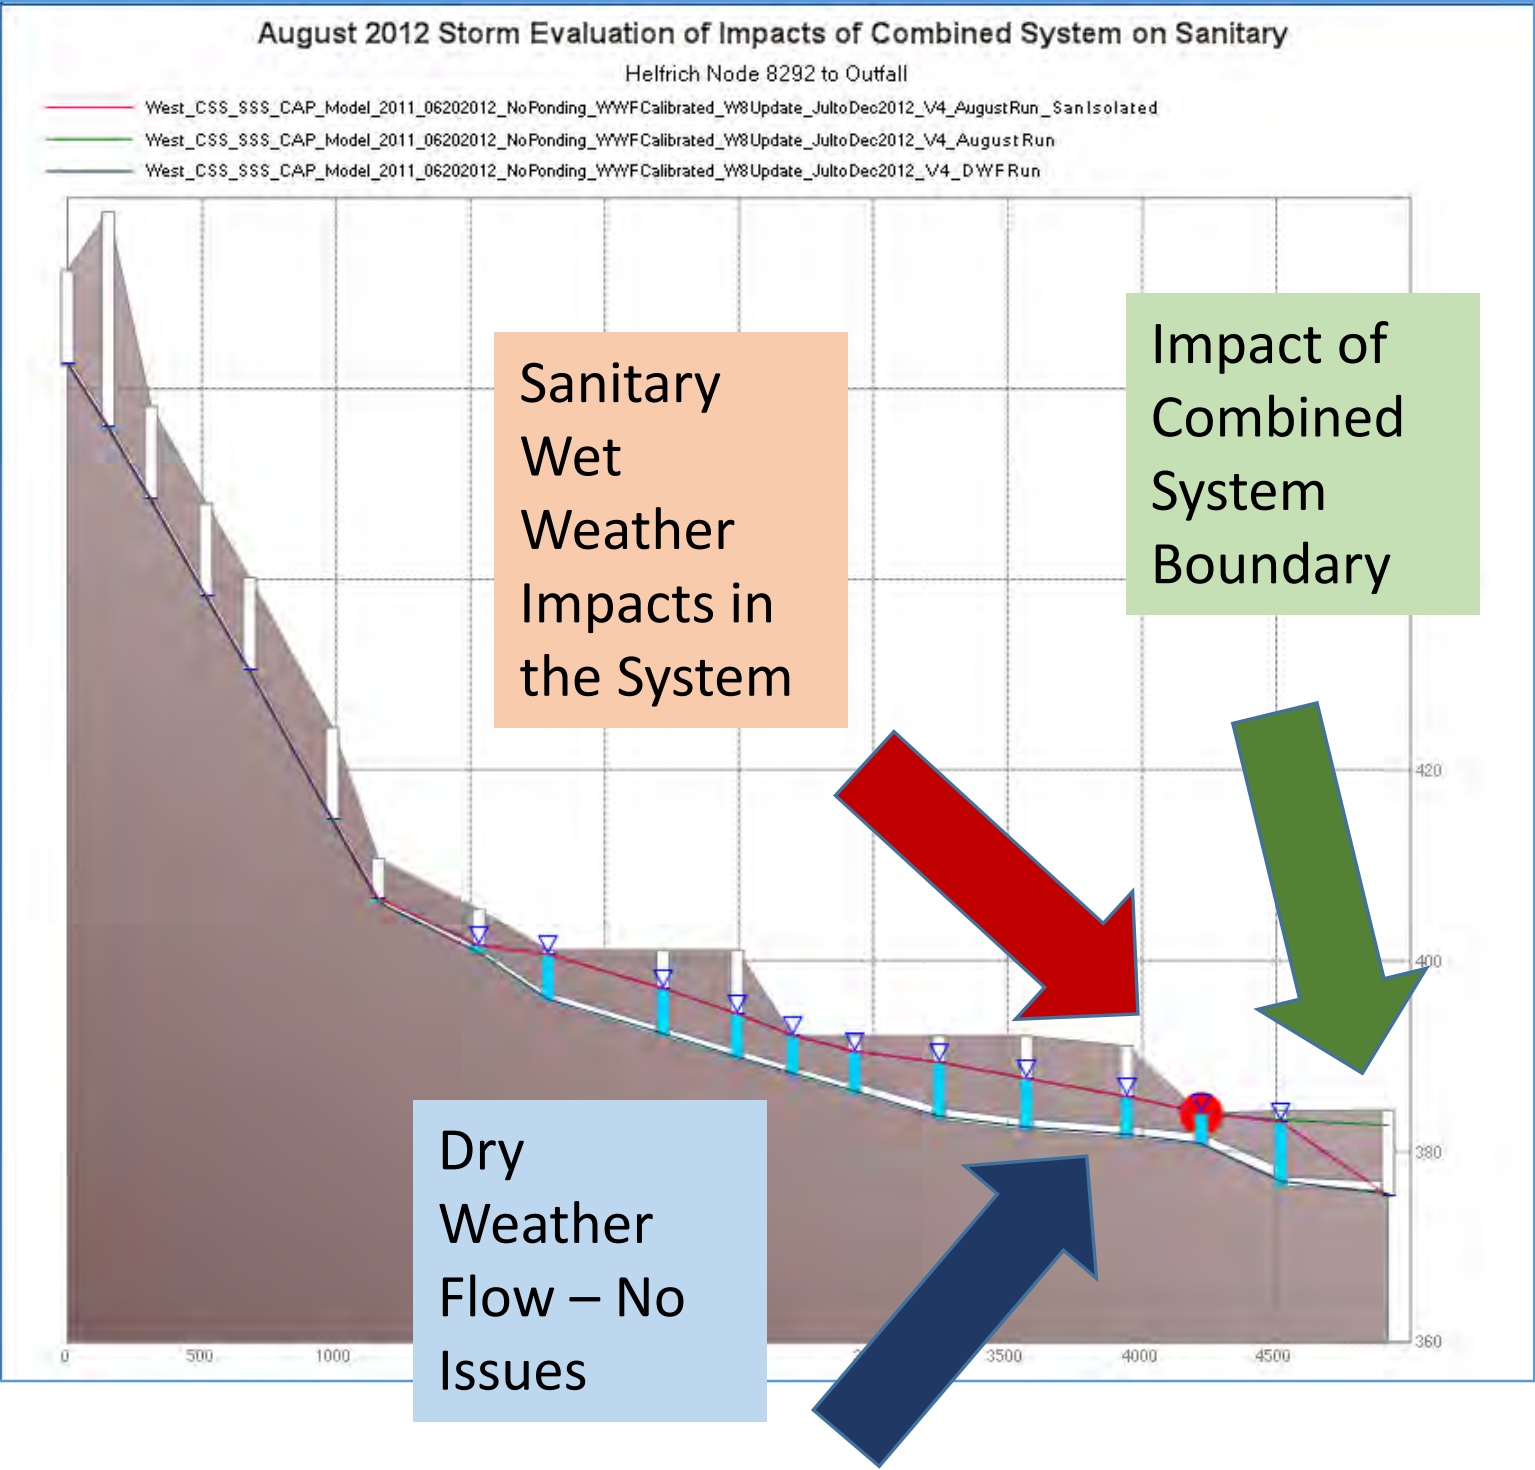 August 2012 Storm Evaluation of Impacts of Combined System on Sanitary
Helfrich Node 8292 to Outfall
West_CSS_SSS_CAP_Model_2011_06202012_NoPonding_WWFCalibrated_W8Update_JultoDec2012_V4_AugustRun_SanIsolated
West_CSS_SSS_CAP_Model_2011_06202012_NoPonding_WWFCalibrated_W8Update_JultoDec2012_V4_August Run
West_CSS_SSS_CAP_Model_2011_06202012_NoPonding_WWFCalibrated_W8Update_JultoDec2012_V4_DWFRun
Sanitary
Wet
Weather
Impacts in
the System
Impact of
Combined
System
Boundary
420
400
380
360
Dry
Weather
Flow – No
Issues
0 500 1000 3500 4000 4500